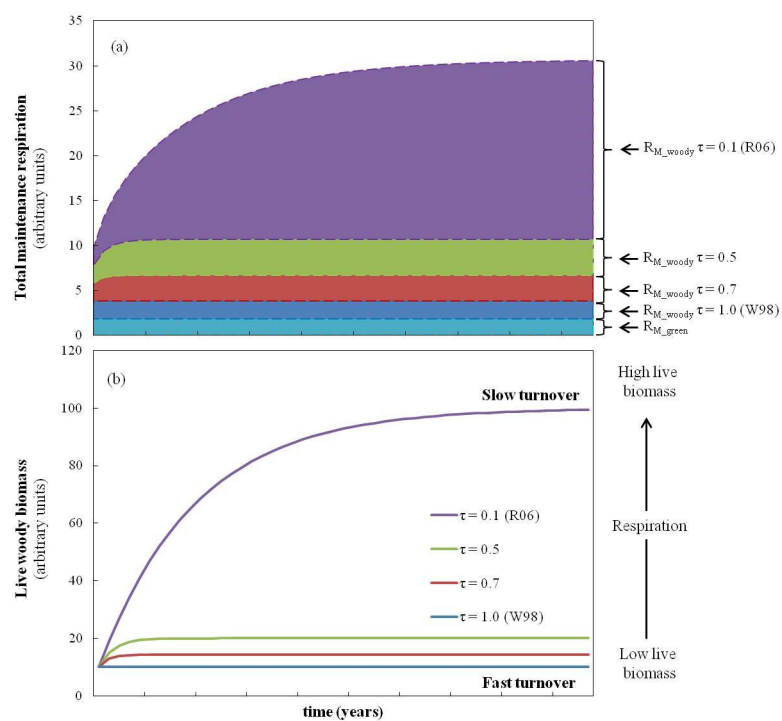 (a)
Total maintenance respiration
(arbitrary units)
35
30
25
20
15
10
5
0
R_M_woody τ = 0.1 (R06)
R_M_woody τ = 0.5
R_M_woody τ = 0.7
R_M_woody τ = 1.0 (W98)
R_M_green
(b)
Live woody biomass
(arbitrary units)
120
100
80
60
40
20
0
Slow turnover
τ = 0.1 (R06)
τ = 0.5
τ = 0.7
τ = 1.0 (W98)
Fast turnover
time (years)
High live
biomass
Respiration
Low live
biomass